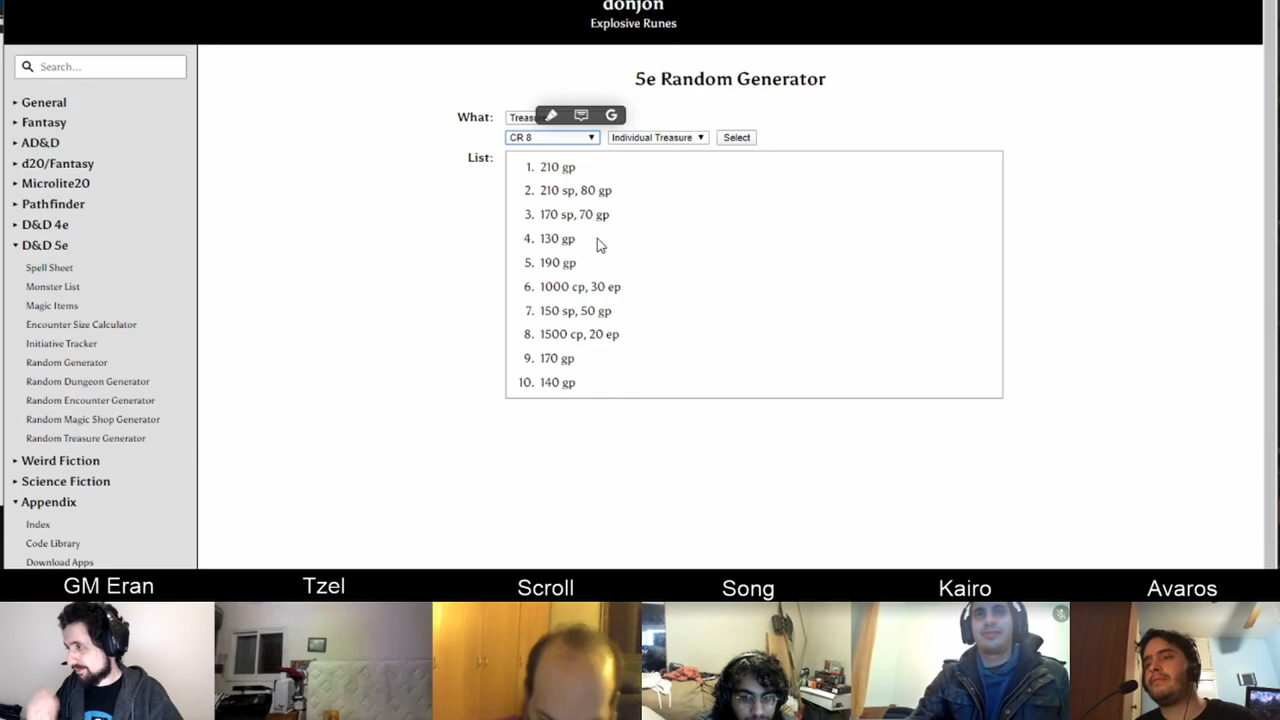 donjon
Explosive Runes
Search...
General
Fantasy
AD&D
d20/Fantasy
Microlite20
Pathfinder
D&D 4e
D&D 5e
Spell Sheet
Monster List
Magic Items
Encounter Size Calculator
Initiative Tracker
Random Generator
Random Dungeon Generator
Random Encounter Generator
Random Magic Shop Generator
Random Treasure Generator
Weird Fiction
Science Fiction
Appendix
Index
Code Library
Download Apps
5e Random Generator
What: Treasu
G
CR 8 Individual Treasure Select
List:
1. 210 gp
2. 210 sp, 80 gp
3. 170 sp, 70 gp
4. 130 gp
5. 190 gp
6. 1000 cp, 30 ep
7. 150 sp, 50 gp
8. 1500 cp, 20 ep
9. 170 gp
10. 140 gp
GM Eran Tzel Scroll Song Kairo Avaros